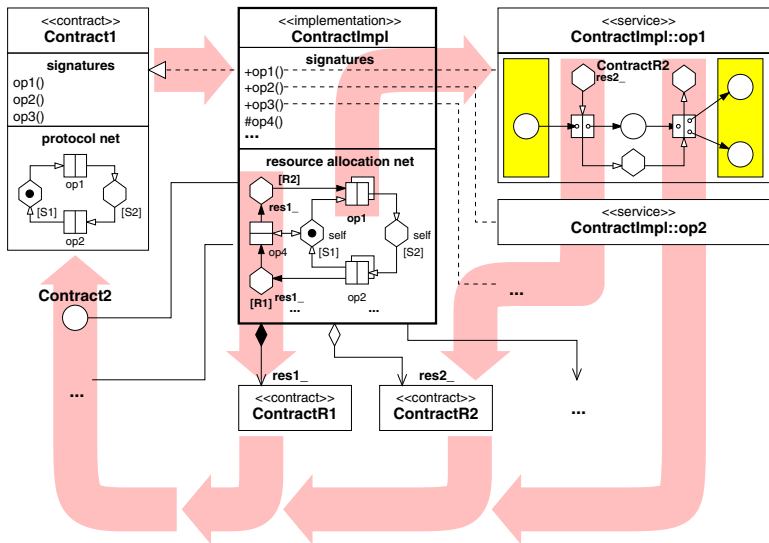 <<contract>>
Contract1
signatures
op1()
op2()
op3()
protocol net
op1
[S1]
[S2]
op2
Contract2
...
<<implementation>>
ContractImpl
signatures
+op1()
+op2()
+op3()
#op4()
...
resource allocation net
[R2]
res1_
op1
self
self
op4
[S1]
[S2]
op2
[R1]
res1_
...
...
<<service>>
ContractImpl::op1
ContractR2
res2_
<<service>>
ContractImpl::op2
...
res1_
<<contract>>
ContractR1
res2_
<<contract>>
ContractR2
...